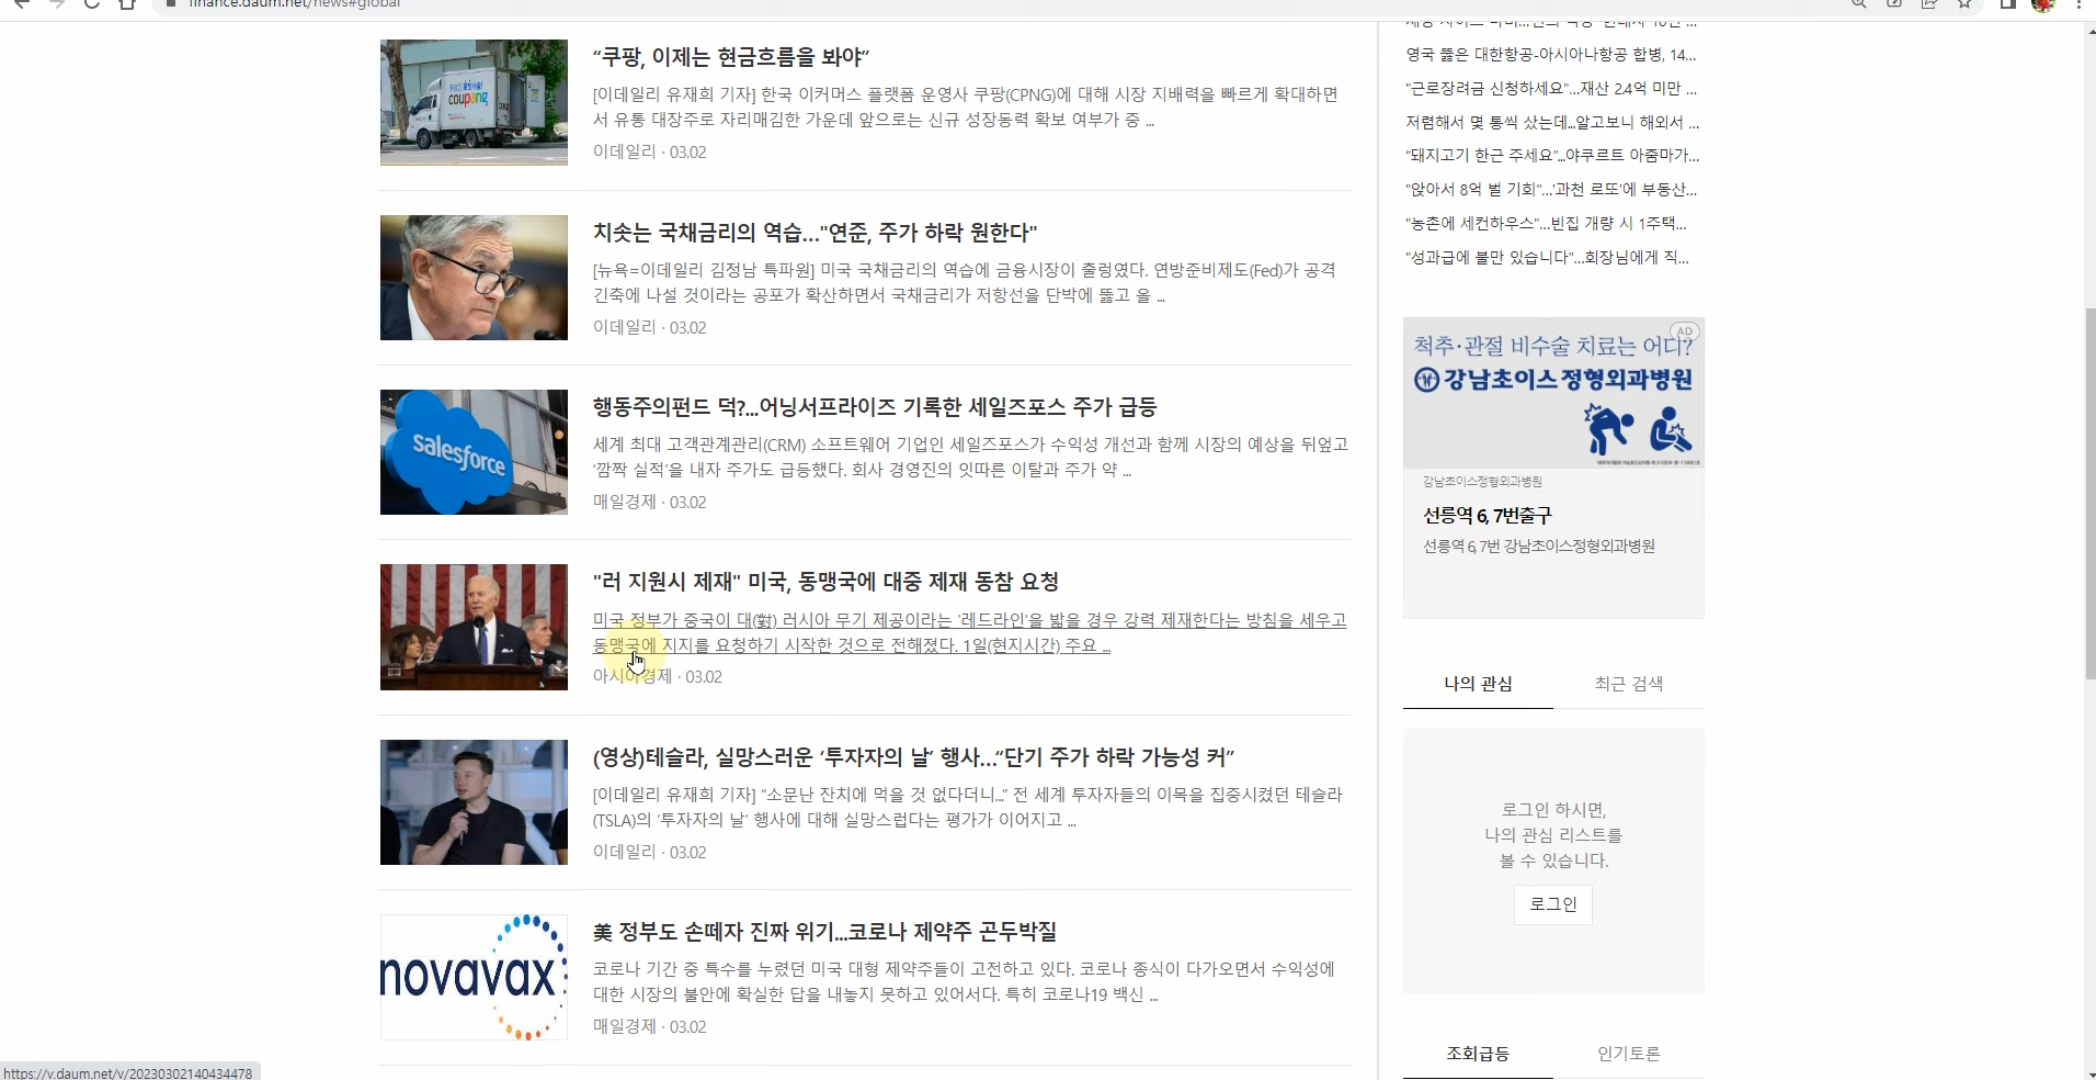 finance.daum.net/news#global
“쿠팡, 이제는 현금흐름을 봐야”
[이데일리 유재희 기자] 한국 이커머스 플랫폼 운영사 쿠팡(CPNG)에 대해 시장 지배력을 빠르게 확대하면
서 유통 대장주로 자리매김한 가운데 앞으로는 신규 성장동력 확보 여부가 중 ...
이데일리 · 03.02
coupang
치솟는 국채금리의 역습..."연준, 주가 하락 원한다"
[뉴욕=이데일리 김정남 특파원] 미국 국채금리의 역습에 금융시장이 출렁였다. 연방준비제도(Fed)가 공격
긴축에 나설 것이라는 공포가 확산하면서 국채금리가 저항선을 단박에 뚫고 올 ...
이데일리 · 03.02
salesforce
행동주의펀드 덕?...어닝서프라이즈 기록한 세일즈포스 주가 급등
세계 최대 고객관계관리(CRM) 소프트웨어 기업인 세일즈포스가 수익성 개선과 함께 시장의 예상을 뒤엎고
‘깜짝 실적’을 내자 주가도 급등했다. 회사 경영진의 잇따른 이탈과 주가 약 ...
매일경제 · 03.02
"러 지원시 제재" 미국, 동맹국에 대중 제재 동참 요청
미국 정부가 중국이 대(對) 러시아 무기 제공이라는 '레드라인'을 밟을 경우 강력 제재한다는 방침을 세우고
동맹국에 지지를 요청하기 시작한 것으로 전해졌다. 1일(현지시간) 주요 ...
아시아경제 · 03.02
(영상)테슬라, 실망스러운 ‘투자자의 날’ 행사...“단기 주가 하락 가능성 커”
[이데일리 유재희 기자] “소문난 잔치에 먹을 것 없다더니...” 전 세계 투자자들의 이목을 집중시켰던 테슬라
(TSLA)의 ‘투자자의 날’ 행사에 대해 실망스럽다는 평가가 이어지고 ...
이데일리 · 03.02
novavax
美 정부도 손떼자 진짜 위기...코로나 제약주 곤두박질
코로나 기간 중 특수를 누렸던 미국 대형 제약주들이 고전하고 있다. 코로나 종식이 다가오면서 수익성에
대한 시장의 불안에 확실한 답을 내놓지 못하고 있어서다. 특히 코로나19 백신 ...
매일경제 · 03.02
https://v.daum.net/v/20230302140434478
영국 뚫은 대한항공-아시아나항공 합병, 14...
"근로장려금 신청하세요"...재산 2.4억 미만 ...
저렴해서 몇 통씩 샀는데...알고보니 해외서 ...
“돼지고기 한근 주세요”...야쿠르트 아줌마가...
"앉아서 8억 벌 기회"...'과천 로또'에 부동산...
"농촌에 세컨하우스"...빈집 개량 시 1주택...
"성과급에 불만 있습니다"...회장님에게 직...
AD
척추·관절 비수술 치료는 어디?
강남초이스정형외과병원
강남초이스정형외과병원
선릉역 6, 7번출구
선릉역 6,7번 강남초이스정형외과병원
나의 관심
최근 검색
로그인 하시면,
나의 관심 리스트를
볼 수 있습니다.
로그인
조회급등
인기토론